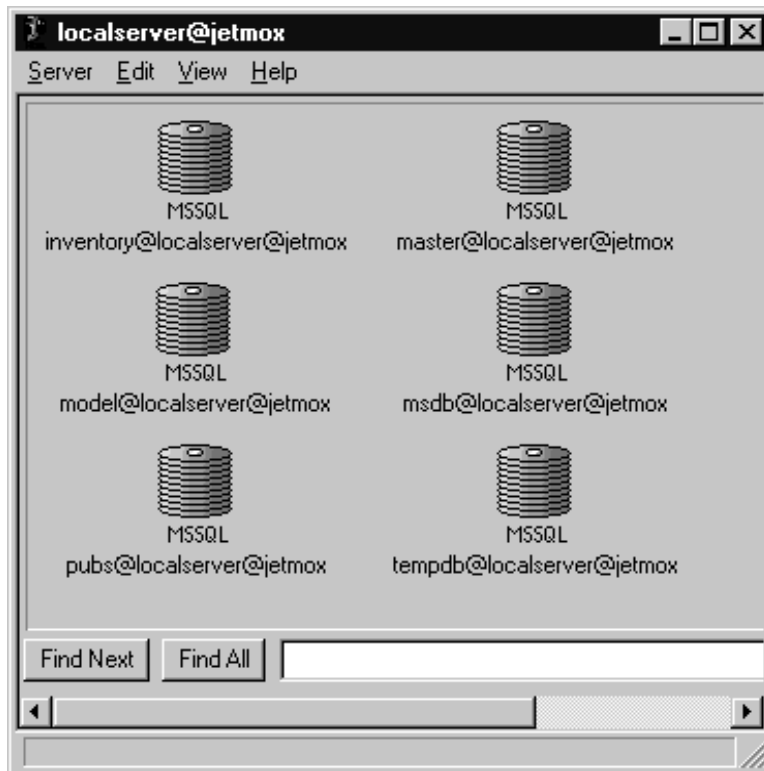 localserver@jetmox
Server Edit View Help
MSSQL MSSQL
inventory@localserver@jetmox master@localserver@jetmox
MSSQL MSSQL
model@localserver@jetmox msdb@localserver@jetmox
MSSQL MSSQL
pubs@localserver@jetmox tempdb@localserver@jetmox
Find Next Find All